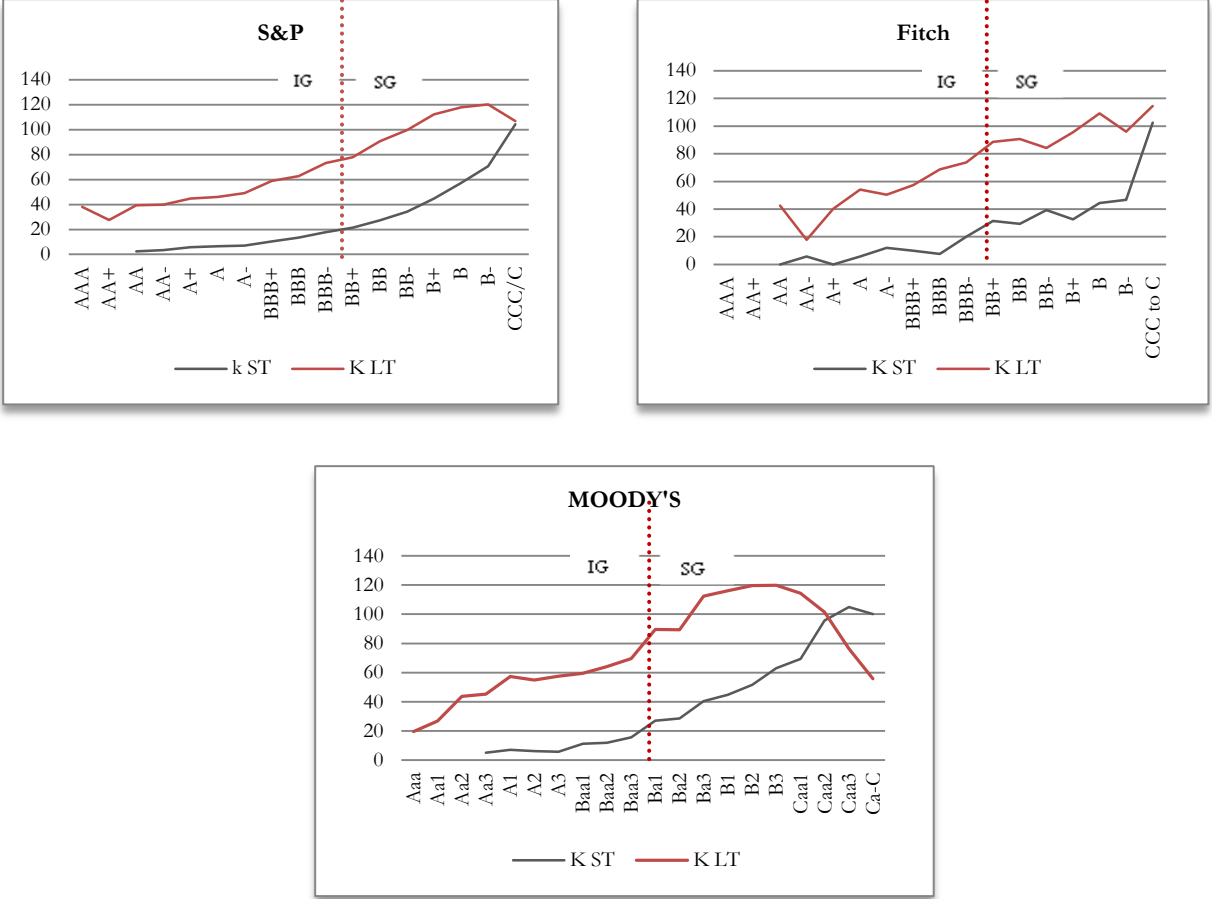 S&P
140
120
100
80
60
40
20
0
IG
SG
AAA
AA+
AA
AA-
A+
A
A-
BBB+
BBB
BBB-
BB+
BB
BB-
B+
B
B-
CCC/C
k ST
K LT
Fitch
140
120
100
80
60
40
20
0
IG
SG
AAA
AA+
AA
AA-
A+
A
A-
BBB+
BBB
BBB-
BB+
BB
BB-
B+
B
B-
CCC to C
K ST
K LT
MOODY'S
140
120
100
80
60
40
20
0
IG
SG
Aaa
Aa1
Aa2
Aa3
A1
A2
A3
Baa1
Baa2
Baa3
Ba1
Ba2
Ba3
B1
B2
B3
Caa1
Caa2
Caa3
Ca-C
K ST
K LT